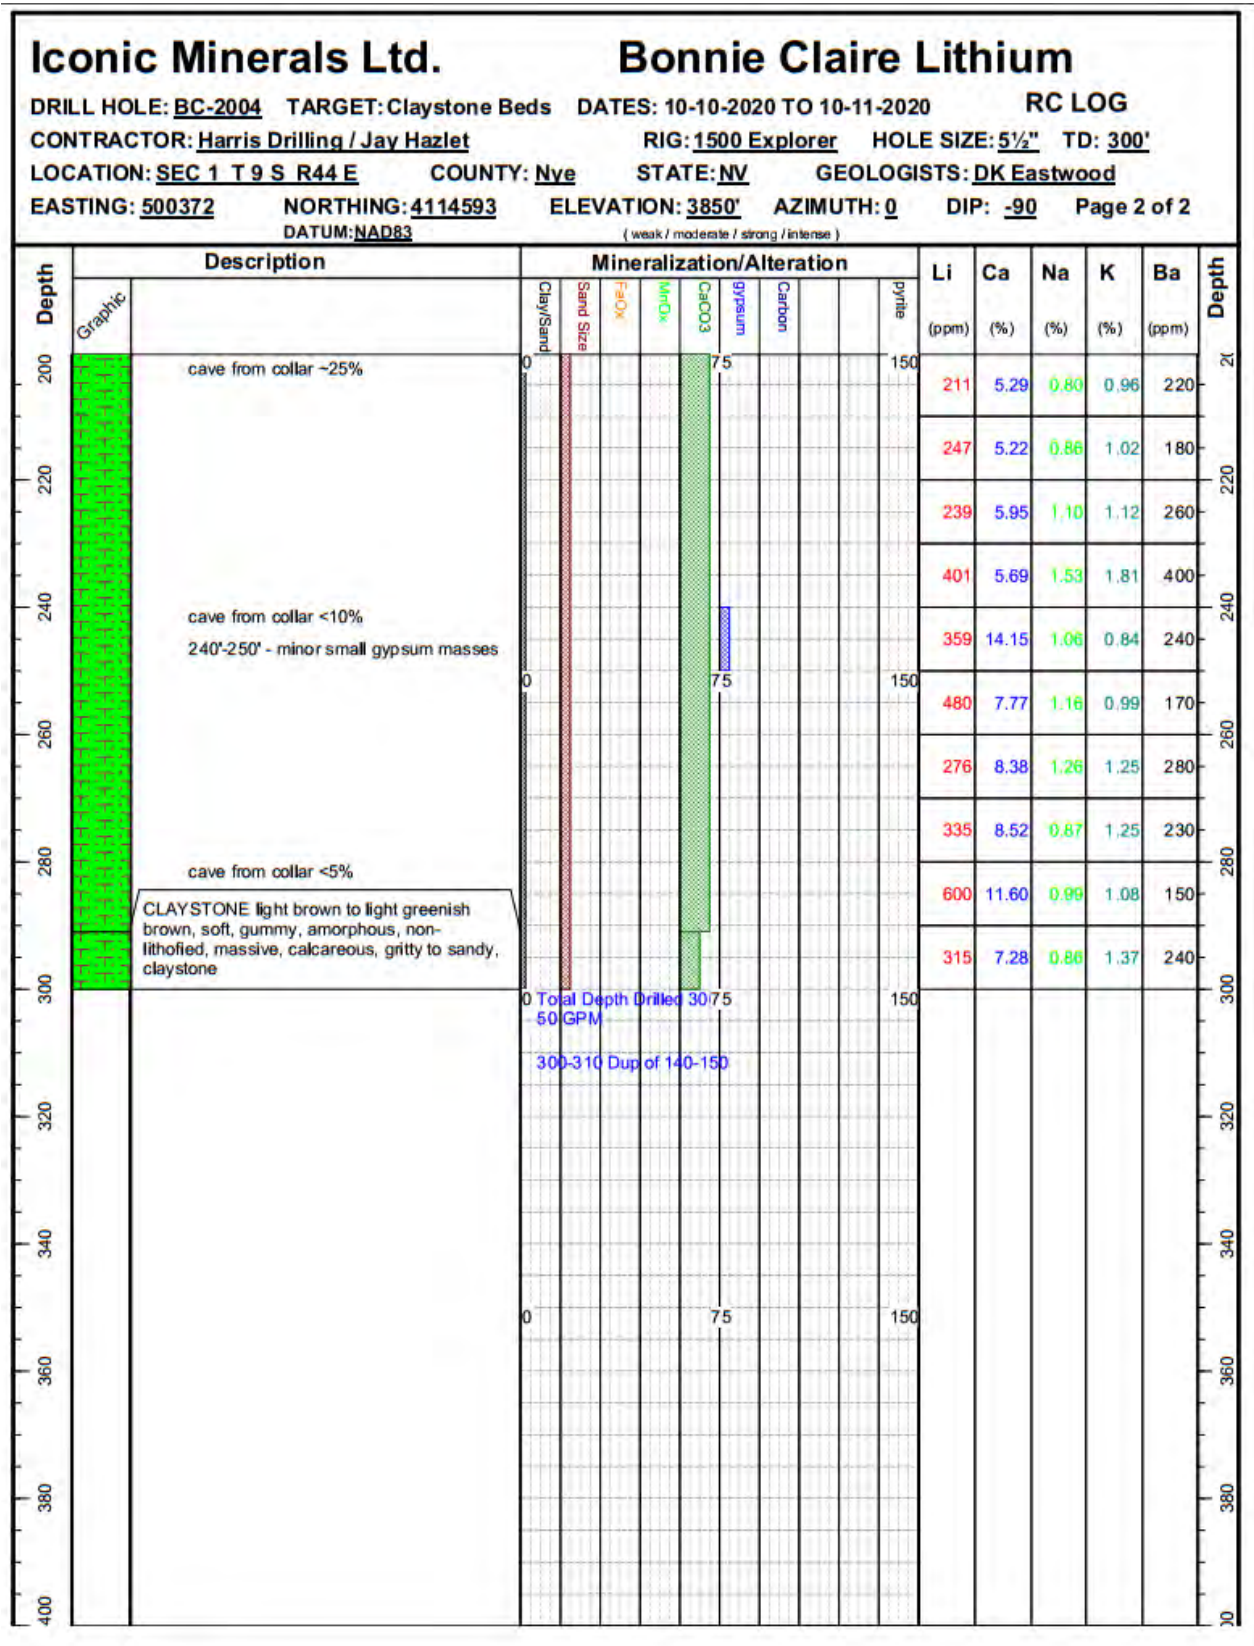 Iconic Minerals Ltd. Bonnie Claire Lithium
DRILL HOLE: BC-2004 TARGET: Claystone Beds DATES: 10-10-2020 TO 10-11-2020 RC LOG
CONTRACTOR: Harris Drilling / Jay Hazlet RIG: 1500 Explorer HOLE SIZE: 5½" TD: 300'
LOCATION: SEC 1 T 9 S R44 E COUNTY: Nye STATE: NV GEOLOGISTS: DK Eastwood
EASTING: 500372 NORTHING: 4114593 ELEVATION: 3850' AZIMUTH: 0 DIP: -90 Page 2 of 2
DATUM: NAD83 ( weak / moderate / strong / intense )
Depth Description Mineralization/Alteration Li Ca Na K Ba Depth
Graphic Clay/Sand Sand Size FeOx MnOx CaCO3 gypsum Carbon pyrite (ppm) (%) (%) (%) (ppm)
200 cave from collar ~25% 0 75 150 20
211 5.29 0.80 0.96 220
247 5.22 0.86 1.02 180
220 220
239 5.95 1.10 1.12 260
401 5.69 1.53 1.81 400
240 cave from collar <10% 240
240'-250' - minor small gypsum masses 359 14.15 1.06 0.84 240
0 75 150
480 7.77 1.16 0.99 170
260 260
276 8.38 1.26 1.25 280
335 8.52 0.87 1.25 230
280 cave from collar <5% 280
600 11.60 0.99 1.08 150
CLAYSTONE light brown to light greenish
brown, soft, gummy, amorphous, non-
lithofied, massive, calcareous, gritty to sandy,
claystone
315 7.28 0.86 1.37 240
300 0 75 150 300
Total Depth Drilled 30
50 GPM
300-310 Dup of 140-150
320 320
340 340
0 75 150
360 360
380 380
400 00